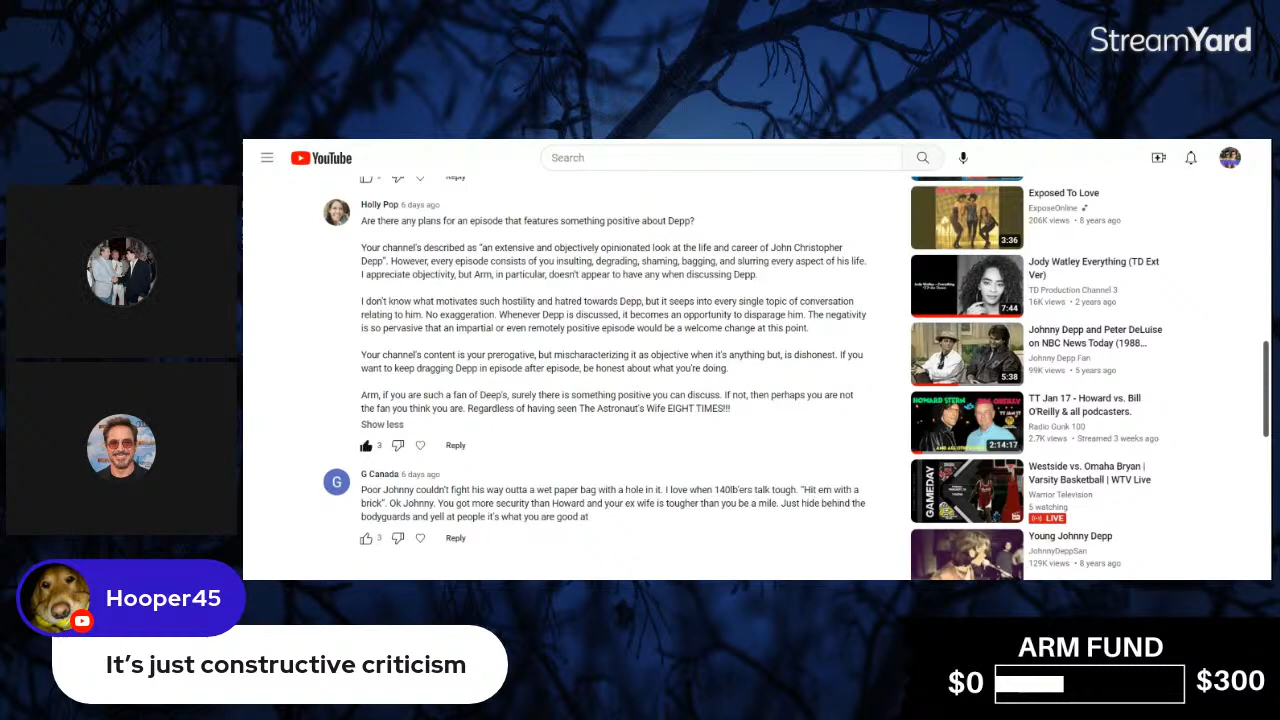 StreamYard
YouTube
Search
Reply
Holly Pop 6 days ago
Are there any plans for an episode that features something positive about Depp?
Your channel's described as "an extensive and objectively opinionated look at the life and career of John Christopher
Depp". However, every episode consists of you insulting, degrading, shaming, bagging, and slurring every aspect of his life.
I appreciate objectivity, but Arm, in particular, doesn't appear to have any when discussing Depp.
I don't know what motivates such hostility and hatred towards Depp, but it seeps into every single topic of conversation
relating to him. No exaggeration. Whenever Depp is discussed, it becomes an opportunity to disparage him. The negativity
is so pervasive that an impartial or even remotely positive episode would be a welcome change at this point.
Your channel's content is your prerogative, but mischaracterizing it as objective when it's anything but, is dishonest. If you
want to keep dragging Depp in episode after episode, be honest about what you're doing.
Arm, if you are such a fan of Deep's, surely there is something positive you can discuss. If not, then perhaps you are not
the fan you think you are. Regardless of having seen The Astronaut's Wife EIGHT TIMES!!!
Show less
3 Reply
G
G Canada 6 days ago
Poor Johnny couldn't fight his way outta a wet paper bag with a hole in it. I love when 140lb'ers talk tough. "Hit em with a
brick". Ok Johnny. You got more security than Howard and your ex wife is tougher than you be a mile. Just hide behind the
bodyguards and yell at people it's what you are good at
3 Reply
Exposed To Love
ExposeOnline
206K views • 8 years ago
3:36
Jody Watley Everything (TD Ext
Ver)
TD Production Channel 3
16K views • 2 years ago
7:44
Johnny Depp and Peter DeLuise
on NBC News Today (1988...
Johnny Depp Fan
99K views • 5 years ago
5:38
TT Jan 17 - Howard vs. Bill
O'Reilly & all podcasters.
Radio Gunk 100
2.7K views • Streamed 3 weeks ago
HOWARD STERN
2:14:17
Westside vs. Omaha Bryan |
Varsity Basketball | WTV Live
Warrior Television
5 watching
LIVE
GAMEDAY
Young Johnny Depp
JohnnyDeppSan
129K views • 8 years ago
Hooper45
It's just constructive criticism
ARM FUND
$0 $300